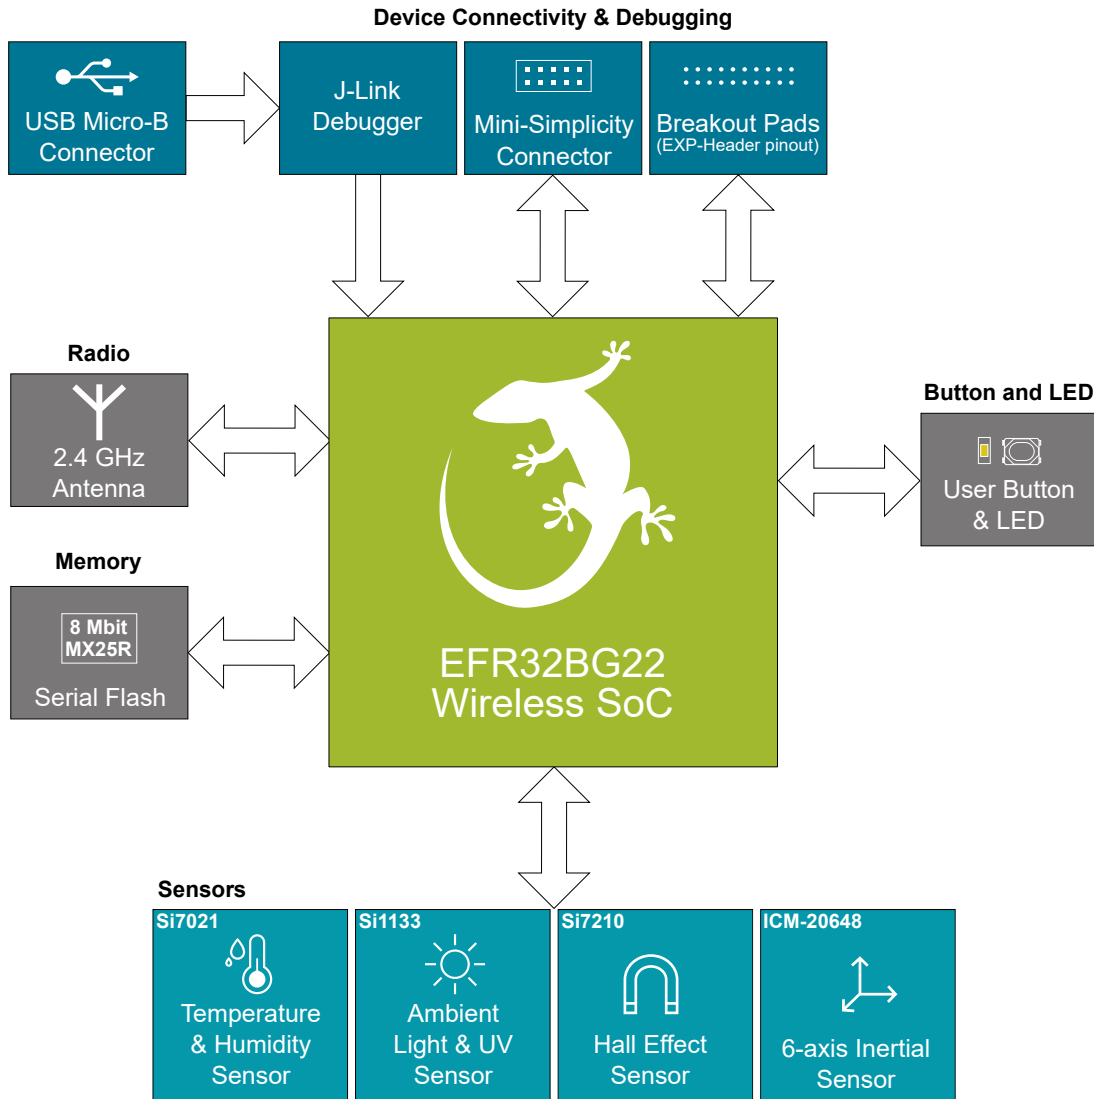 Device Connectivity & Debugging
USB Micro-B
Connector
J-Link
Debugger
Mini-Simplicity
Connector
Breakout Pads
(EXP-Header pinout)
Radio
2.4 GHz
Antenna
Button and LED
User Button
& LED
Memory
8 Mbit
MX25R
Serial Flash
EFR32BG22
Wireless SoC
Sensors
Si7021
Temperature
& Humidity
Sensor
Si1133
Ambient
Light & UV
Sensor
Si7210
Hall Effect
Sensor
ICM-20648
6-axis Inertial
Sensor